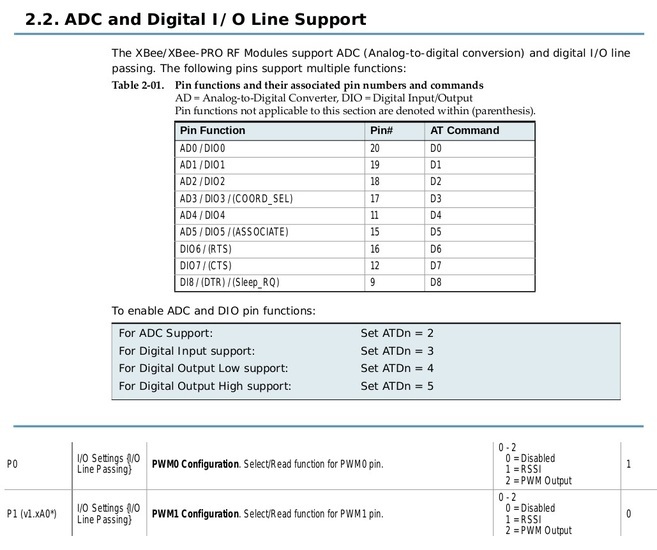 2.2. ADC and Digital I/O Line Support
The XBee/XBee-PRO RF Modules support ADC (Analog-to-digital conversion) and digital I/O line
passing. The following pins support multiple functions:
Table 2-01. Pin functions and their associated pin numbers and commands
AD = Analog-to-Digital Converter, DIO = Digital Input/Output
Pin functions not applicable to this section are denoted within (parenthesis).
Pin Function Pin# AT Command
AD0 / DIO0 20 D0
AD1 / DIO1 19 D1
AD2 / DIO2 18 D2
AD3 / DIO3 / (COORD_SEL) 17 D3
AD4 / DIO4 11 D4
AD5 / DIO5 / (ASSOCIATE) 15 D5
DIO6 / (RTS) 16 D6
DIO7 / (CTS) 12 D7
DI8 / (DTR) / (Sleep_RQ) 9 D8
To enable ADC and DIO pin functions:
For ADC Support: Set ATDn = 2
For Digital Input support: Set ATDn = 3
For Digital Output Low support: Set ATDn = 4
For Digital Output High support: Set ATDn = 5
P0 I/O Settings {I/O
Line Passing} PWM0 Configuration. Select/Read function for PWM0 pin. 0 - 2
0 = Disabled
1 = RSSI
2 = PWM Output 1
P1 (v1.xA0*) I/O Settings {I/O
Line Passing} PWM1 Configuration. Select/Read function for PWM1 pin. 0 - 2
0 = Disabled
1 = RSSI
2 = PWM Output 0